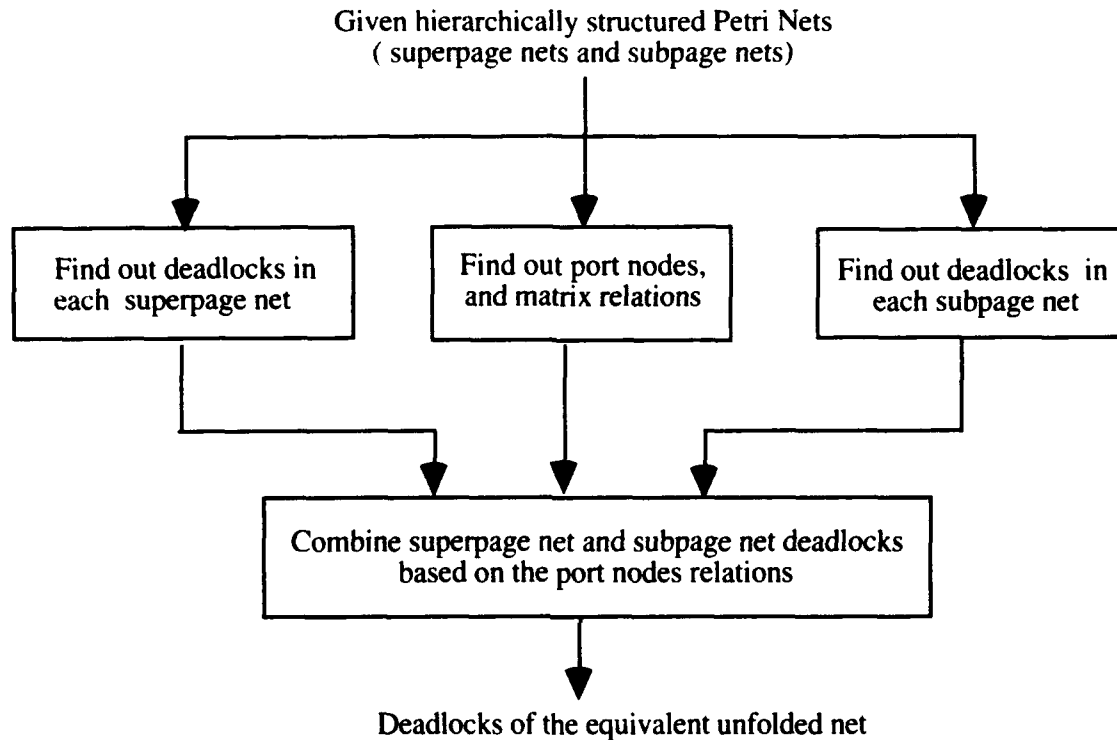 Given hierarchically structured Petri Nets
( superpage nets and subpage nets)
Find out deadlocks in
each superpage net
Find out port nodes,
and matrix relations
Find out deadlocks in
each subpage net
Combine superpage net and subpage net deadlocks
based on the port nodes relations
Deadlocks of the equivalent unfolded net